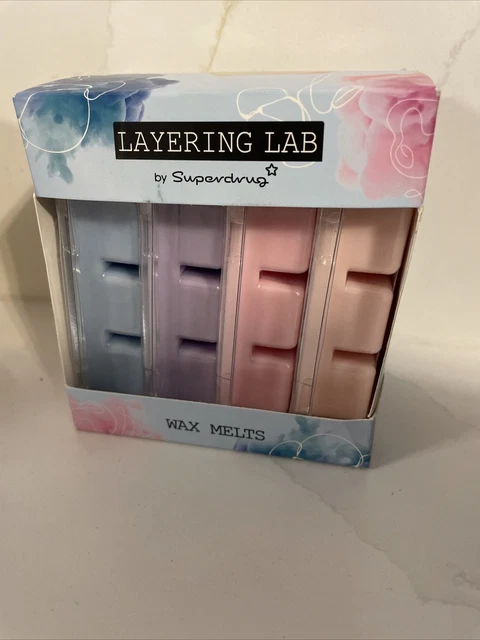 LAYERING LAB
by Superdrug
WAX MELTS